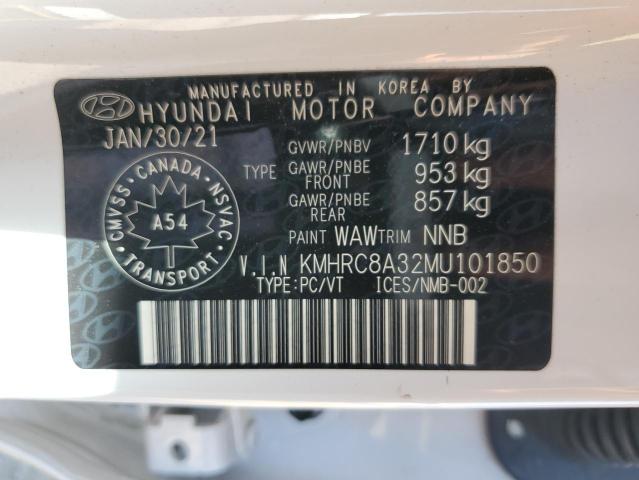 MANUFACTURED IN KOREA BY
HYUNDAI MOTOR COMPANY
JAN/30/21
GVWR/PNBV 1710 kg
TYPE GAWR/PNBE FRONT 953 kg
GAWR/PNBE REAR 857 kg
CMVSS · CANADA · NSVAC
A54
TRANSPORT
PAINT WAW TRIM NNB
V.I.N KMHRC8A32MU101850
TYPE:PC/VT ICES/NMB-002